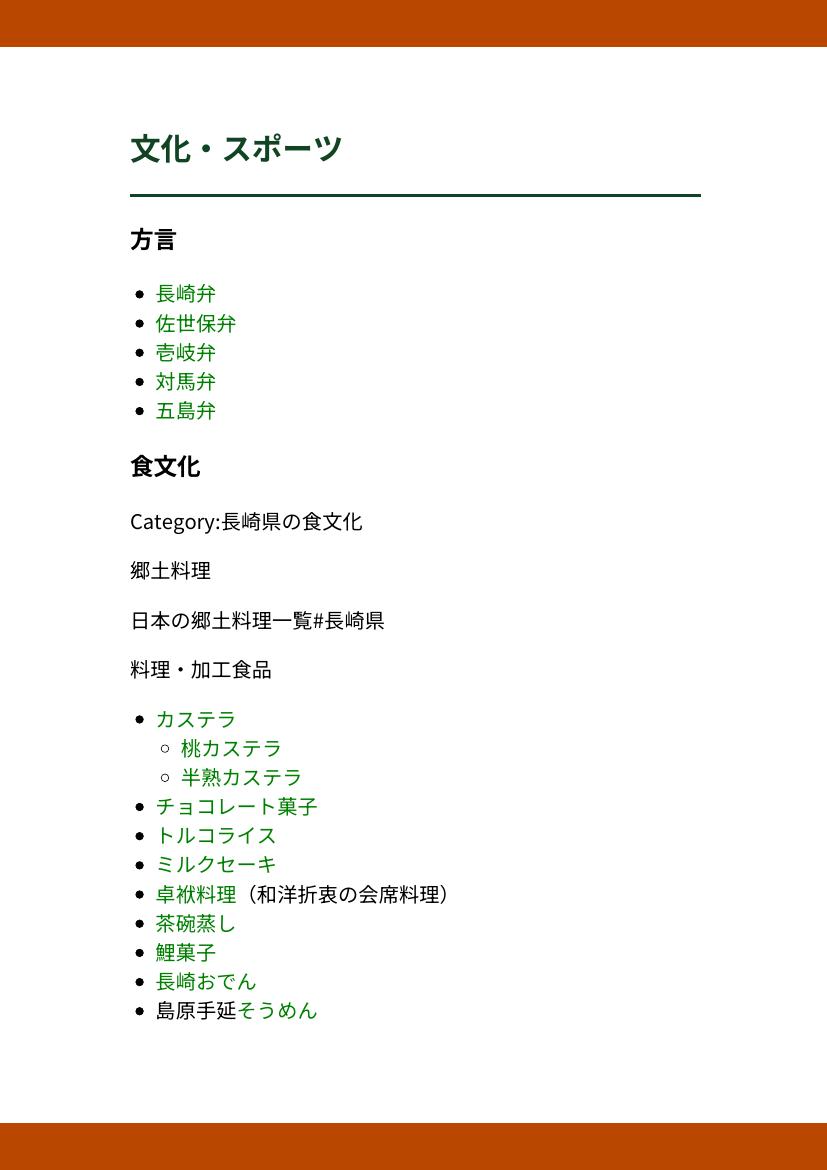 文化・スポーツ
方言
長崎弁
佐世保弁
壱岐弁
対馬弁
五島弁
食文化
Category:長崎県の食文化
郷土料理
日本の郷土料理一覧#長崎県
料理・加工食品
カステラ
桃カステラ
半熟カステラ
チョコレート菓子
トルコライス
ミルクセーキ
卓袱料理（和洋折衷の会席料理）
茶碗蒸し
鯉菓子
長崎おでん
島原手延そうめん